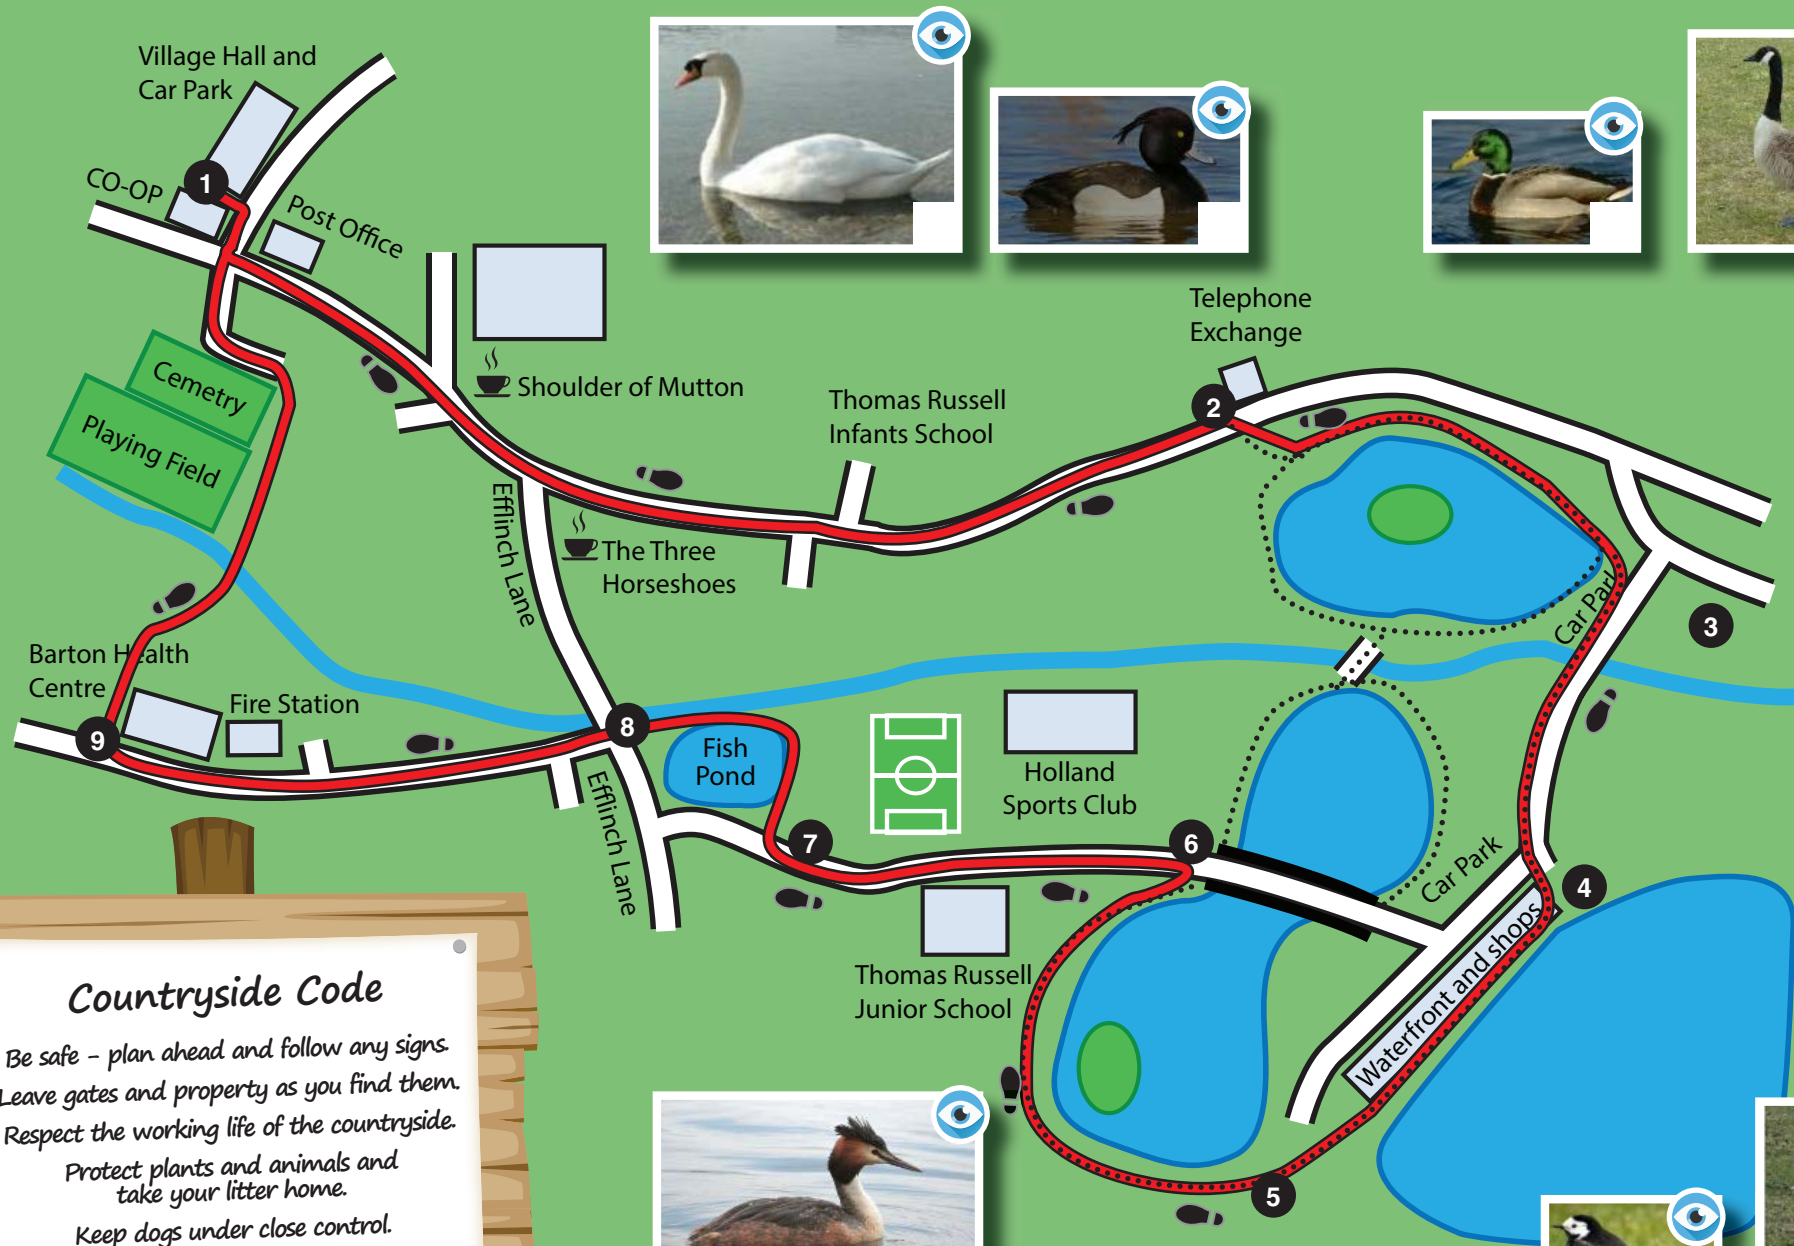 Village Hall and
Car Park
CO-OP
1
Post Office
Cemetry
Playing Field
Shoulder of Mutton
Telephone
Exchange
2
Thomas Russell
Infants School
Efflinch Lane
The Three
Horseshoes
Car Park
3
Barton Health
Centre
Fire Station
9
8
Fish
Pond
Holland
Sports Club
Efflinch Lane
7
6
Car Park
4
Waterfront and shops
Thomas Russell
Junior School
5
Countryside Code
Be safe – plan ahead and follow any signs.
Leave gates and property as you find them.
Respect the working life of the countryside.
Protect plants and animals and
take your litter home.
Keep dogs under close control.